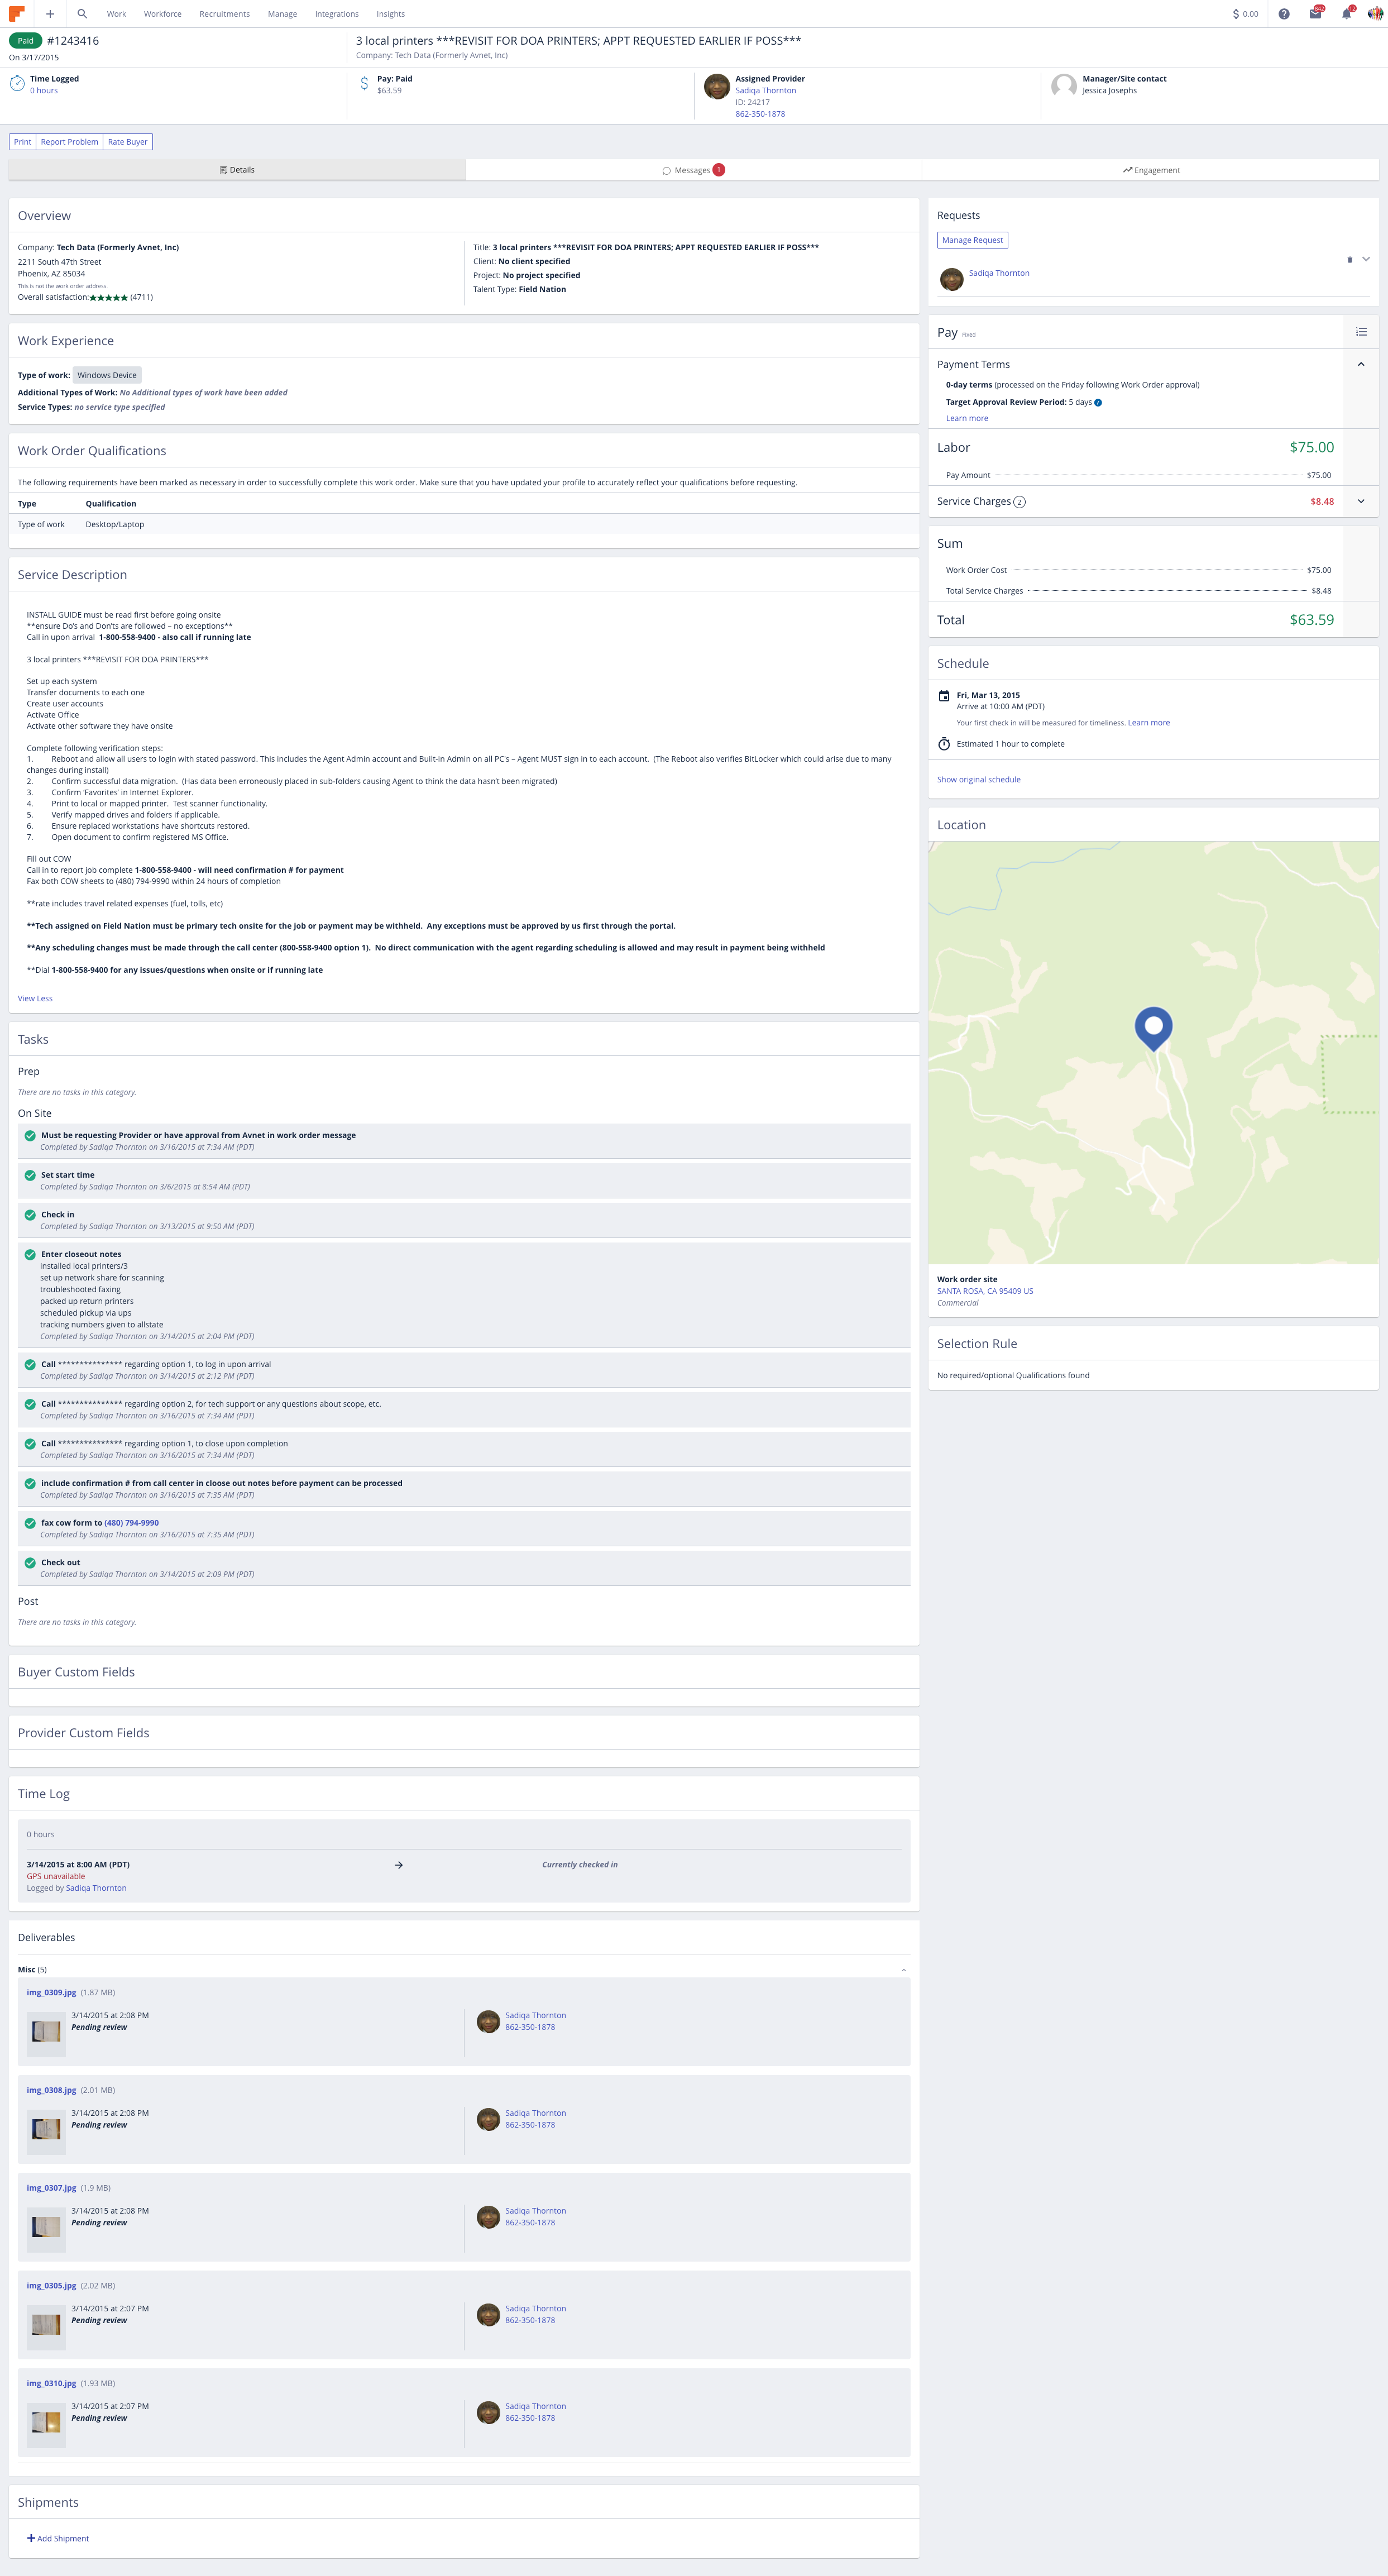 Work
Workforce
Recruitments
Manage
Integrations
Insights
$ 0.00
Paid #1243416
On 3/17/2015
3 local printers ***REVISIT FOR DOA PRINTERS; APPT REQUESTED EARLIER IF POSS***
Company: Tech Data (Formerly Avnet, Inc)
Time Logged
0 hours
Pay: Paid
$63.59
Assigned Provider
Sadiqa Thornton
ID: 24217
862-350-1878
Manager/Site contact
Jessica Josephs
Print
Report Problem
Rate Buyer
Details
Messages 1
Engagement
Overview
Company: Tech Data (Formerly Avnet, Inc)
2211 South 47th Street
Phoenix, AZ 85034
This is not the work order address.
Overall satisfaction:★★★★★ (4711)
Title: 3 local printers ***REVISIT FOR DOA PRINTERS; APPT REQUESTED EARLIER IF POSS***
Client: No client specified
Project: No project specified
Talent Type: Field Nation
Work Experience
Type of work: Windows Device
Additional Types of Work: No Additional types of work have been added
Service Types: no service type specified
Work Order Qualifications
The following requirements have been marked as necessary in order to successfully complete this work order. Make sure that you have updated your profile to accurately reflect your qualifications before requesting.
Type Qualification
Type of work Desktop/Laptop
Service Description
INSTALL GUIDE must be read first before going onsite
**ensure Do's and Don'ts are followed – no exceptions**
Call in upon arrival 1-800-558-9400 - also call if running late
3 local printers ***REVISIT FOR DOA PRINTERS***
Set up each system
Transfer documents to each one
Create user accounts
Activate Office
Activate other software they have onsite
Complete following verification steps:
1. Reboot and allow all users to login with stated password. This includes the Agent Admin account and Built-in Admin on all PC's – Agent MUST sign in to each account. (The Reboot also verifies BitLocker which could arise due to many
changes during install)
2. Confirm successful data migration. (Has data been erroneously placed in sub-folders causing Agent to think the data hasn't been migrated)
3. Confirm 'Favorites' in Internet Explorer.
4. Print to local or mapped printer. Test scanner functionality.
5. Verify mapped drives and folders if applicable.
6. Ensure replaced workstations have shortcuts restored.
7. Open document to confirm registered MS Office.
Fill out COW
Call in to report job complete 1-800-558-9400 - will need confirmation # for payment
Fax both COW sheets to (480) 794-9990 within 24 hours of completion
**rate includes travel related expenses (fuel, tolls, etc)
**Tech assigned on Field Nation must be primary tech onsite for the job or payment may be withheld. Any exceptions must be approved by us first through the portal.
**Any scheduling changes must be made through the call center (800-558-9400 option 1). No direct communication with the agent regarding scheduling is allowed and may result in payment being withheld
**Dial 1-800-558-9400 for any issues/questions when onsite or if running late
View Less
Tasks
Prep
There are no tasks in this category.
On Site
Must be requesting Provider or have approval from Avnet in work order message
Completed by Sadiqa Thornton on 3/16/2015 at 7:34 AM (PDT)
Set start time
Completed by Sadiqa Thornton on 3/6/2015 at 8:54 AM (PDT)
Check in
Completed by Sadiqa Thornton on 3/13/2015 at 9:50 AM (PDT)
Enter closeout notes
installed local printers/3
set up network share for scanning
troubleshooted faxing
packed up return printers
scheduled pickup via ups
tracking numbers given to allstate
Completed by Sadiqa Thornton on 3/14/2015 at 2:04 PM (PDT)
Call *************** regarding option 1, to log in upon arrival
Completed by Sadiqa Thornton on 3/14/2015 at 2:12 PM (PDT)
Call *************** regarding option 2, for tech support or any questions about scope, etc.
Completed by Sadiqa Thornton on 3/16/2015 at 7:34 AM (PDT)
Call *************** regarding option 1, to close upon completion
Completed by Sadiqa Thornton on 3/16/2015 at 7:34 AM (PDT)
include confirmation # from call center in cloose out notes before payment can be processed
Completed by Sadiqa Thornton on 3/16/2015 at 7:35 AM (PDT)
fax cow form to (480) 794-9990
Completed by Sadiqa Thornton on 3/16/2015 at 7:35 AM (PDT)
Check out
Completed by Sadiqa Thornton on 3/14/2015 at 2:09 PM (PDT)
Post
There are no tasks in this category.
Buyer Custom Fields
Provider Custom Fields
Time Log
0 hours
3/14/2015 at 8:00 AM (PDT)
Currently checked in
GPS unavailable
Logged by Sadiqa Thornton
Deliverables
Misc (5)
img_0309.jpg (1.87 MB)
3/14/2015 at 2:08 PM
Pending review
Sadiqa Thornton
862-350-1878
img_0308.jpg (2.01 MB)
3/14/2015 at 2:08 PM
Pending review
Sadiqa Thornton
862-350-1878
img_0307.jpg (1.9 MB)
3/14/2015 at 2:08 PM
Pending review
Sadiqa Thornton
862-350-1878
img_0305.jpg (2.02 MB)
3/14/2015 at 2:07 PM
Pending review
Sadiqa Thornton
862-350-1878
img_0310.jpg (1.93 MB)
3/14/2015 at 2:07 PM
Pending review
Sadiqa Thornton
862-350-1878
Shipments
Add Shipment
Requests
Manage Request
Sadiqa Thornton
Pay Fixed
Payment Terms
0-day terms (processed on the Friday following Work Order approval)
Target Approval Review Period: 5 days
Learn more
Labor $75.00
Pay Amount $75.00
Service Charges 2 $8.48
Sum
Work Order Cost $75.00
Total Service Charges $8.48
Total $63.59
Schedule
Fri, Mar 13, 2015
Arrive at 10:00 AM (PDT)
Your first check in will be measured for timeliness. Learn more
Estimated 1 hour to complete
Show original schedule
Location
Work order site
SANTA ROSA, CA 95409 US
Commercial
Selection Rule
No required/optional Qualifications found